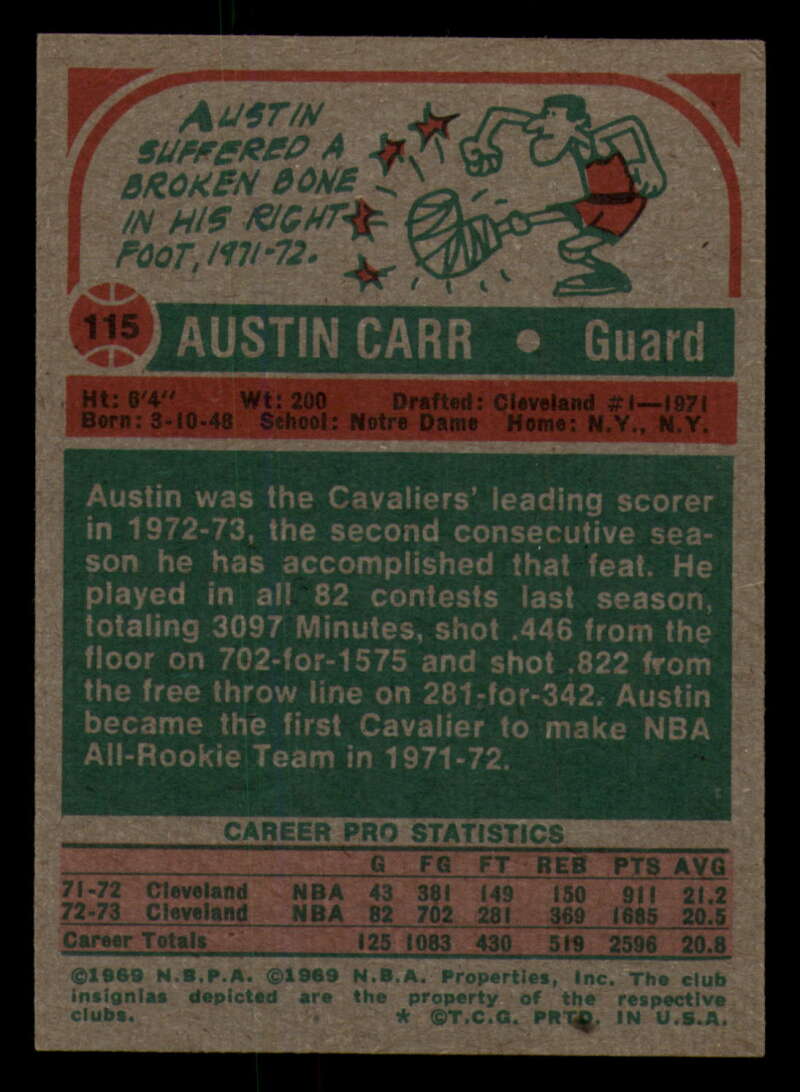 AUSTIN
SUFFERED A
BROKEN BONE
IN HIS RIGHT
FOOT, 1971-72.
115 AUSTIN CARR • Guard
Ht: 6'4" Wt: 200 Drafted: Cleveland #1—1971
Born: 3-10-48 School: Notre Dame Home: N.Y., N.Y.
Austin was the Cavaliers' leading scorer
in 1972-73, the second consecutive sea-
son he has accomplished that feat. He
played in all 82 contests last season,
totaling 3097 Minutes, shot .446 from the
floor on 702-for-1575 and shot .822 from
the free throw line on 281-for-342. Austin
became the first Cavalier to make NBA
All-Rookie Team in 1971-72.
CAREER PRO STATISTICS
G FG FT REB PTS AVG
71-72 Cleveland NBA 43 381 149 150 911 21.2
72-73 Cleveland NBA 82 702 281 369 1685 20.5
Career Totals 125 1083 430 519 2596 20.8
©1969 N.B.P.A. ©1969 N.B.A. Properties, Inc. The club
insignias depicted are the property of the respective
clubs. * ©T.C.G. PRTD. IN U.S.A.